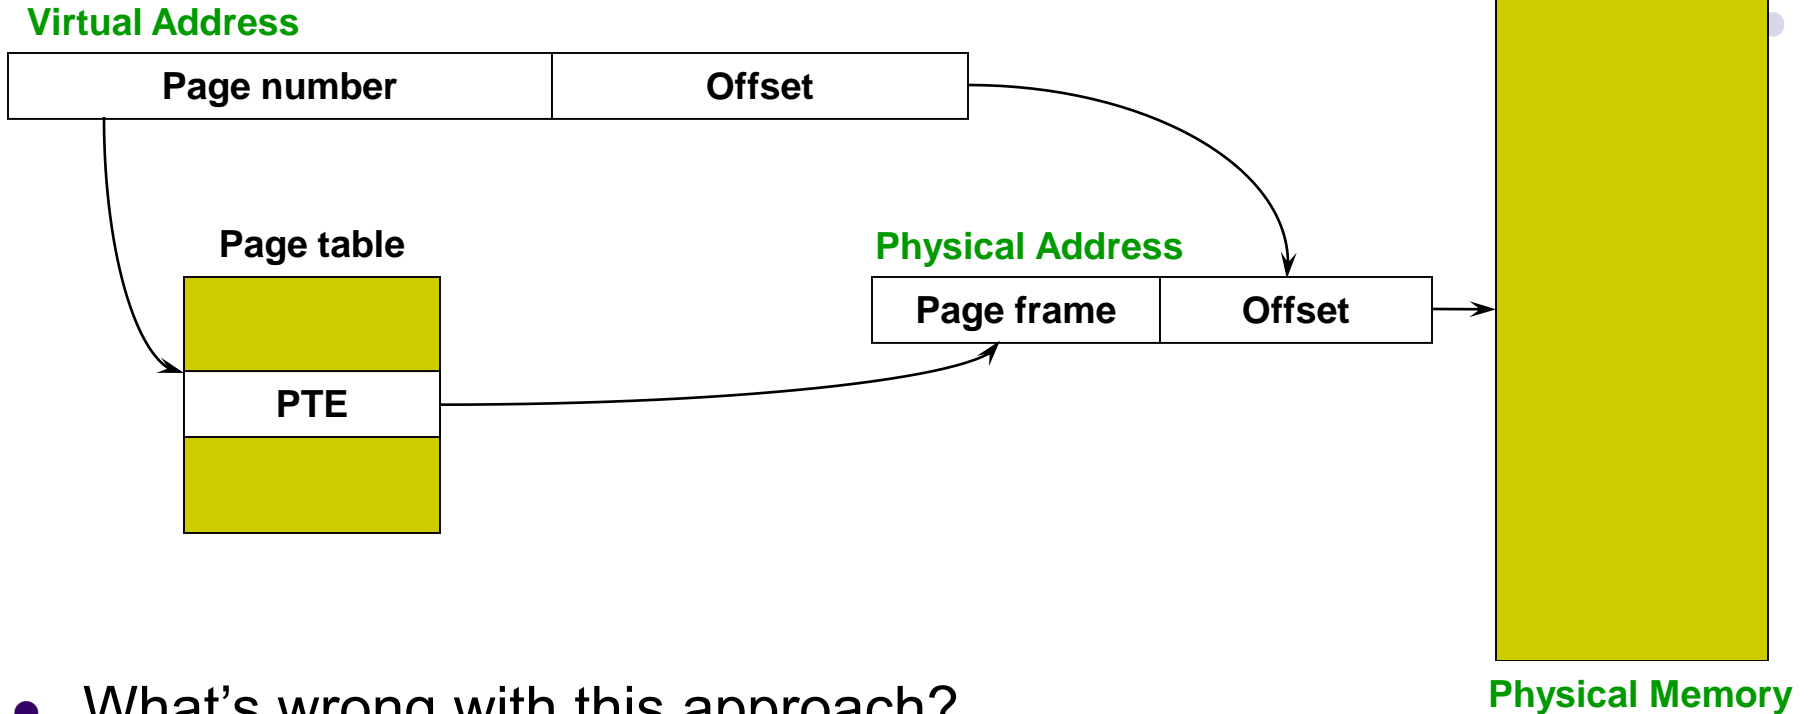 Virtual Address
Page number
Offset
Page table
Physical Address
Page frame
Offset
PTE
• What's wrong with this approach?
Physical Memory